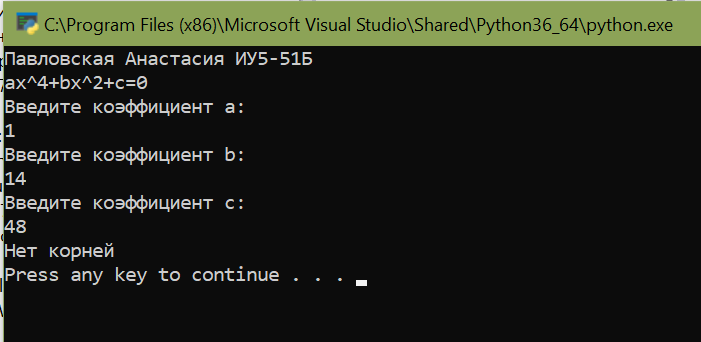 C:\Program Files (x86)\Microsoft Visual Studio\Shared\Python36_64\python.exe
Павловская Анастасия ИУ5-51Б
ax^4+bx^2+c=0
Введите коэффициент a:
1
Введите коэффициент b:
14
Введите коэффициент c:
48
Нет корней
Press any key to continue . . .